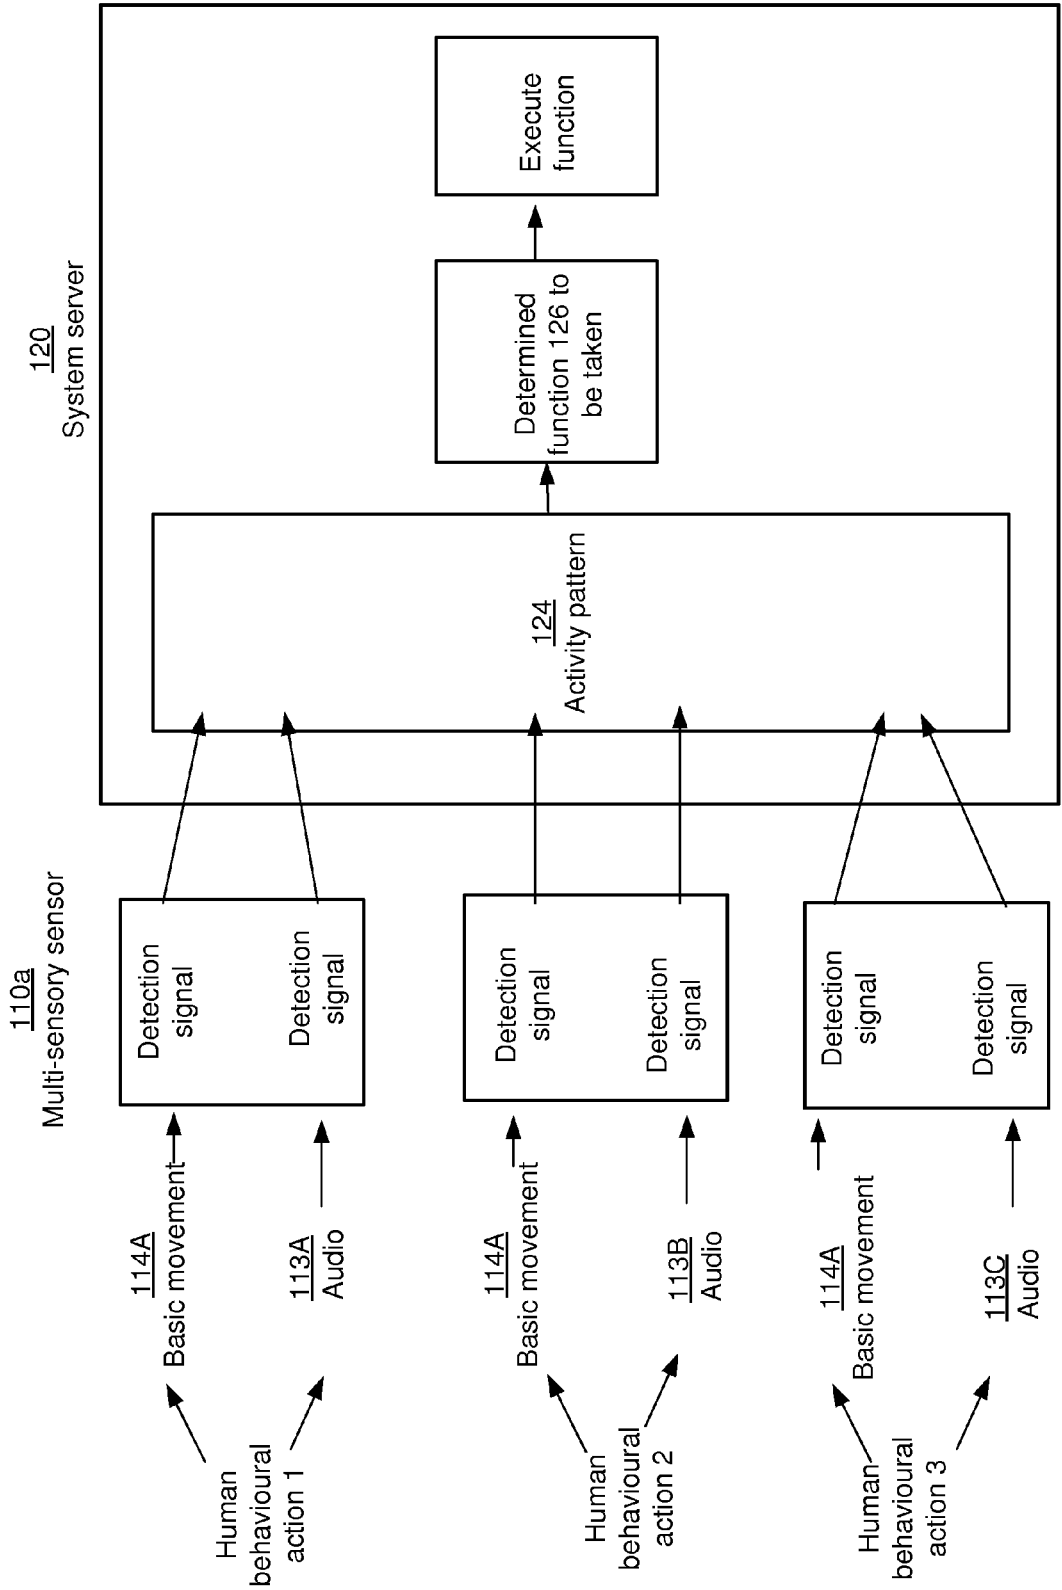 110a
Multi-sensory sensor
120
System server
Human
behavioural
action 1
114A
Basic movement
113A
Audio
Detection
signal
Detection
signal
Human
behavioural
action 2
114A
Basic movement
113B
Audio
Detection
signal
Detection
signal
Human
behavioural
action 3
114A
Basic movement
113C
Audio
Detection
signal
Detection
signal
124
Activity pattern
Determined
function 126 to
be taken
Execute
function